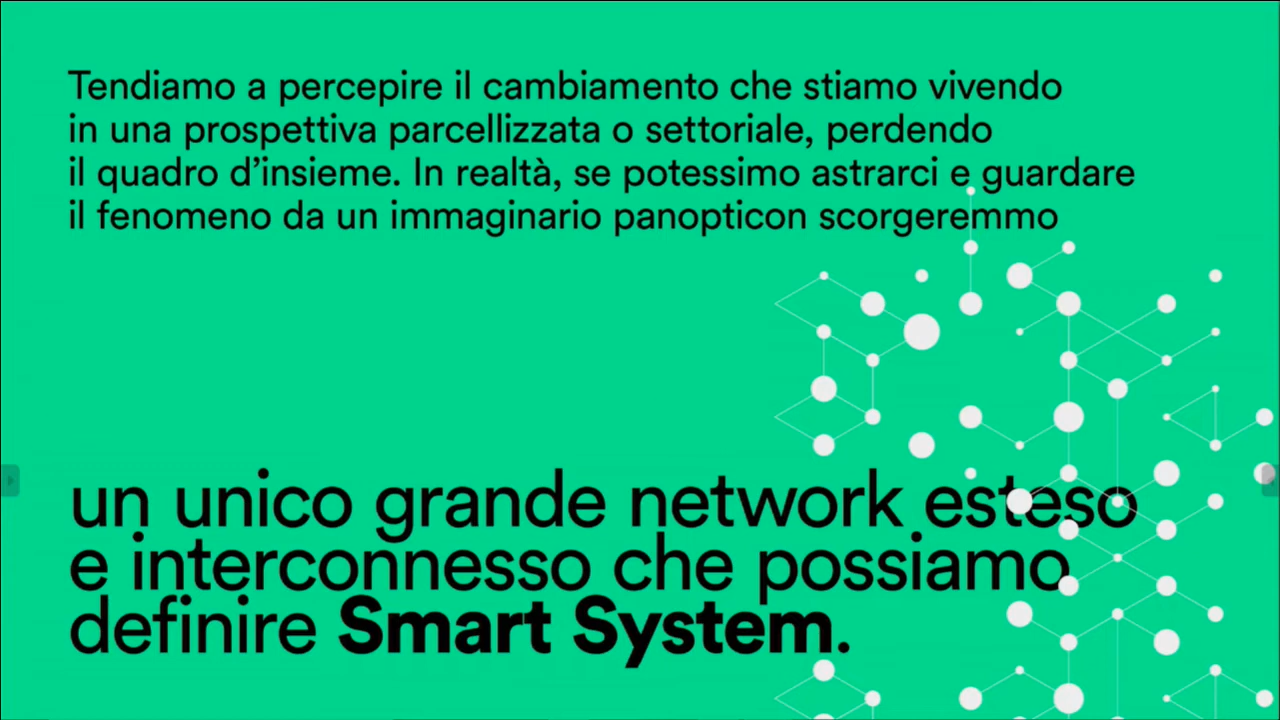 Tendiamo a percepire il cambiamento che stiamo vivendo
in una prospettiva parcellizzata o settoriale, perdendo
il quadro d’insieme. In realtà, se potessimo astrarci e guardare
il fenomeno da un immaginario panopticon scorgeremmo
un unico grande network esteso
e interconnesso che possiamo
definire Smart System.